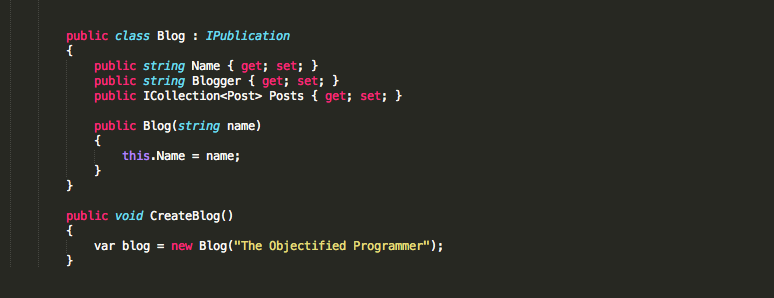 public class Blog : IPublication
{
public string Name { get; set; }
public string Blogger { get; set; }
public ICollection<Post> Posts { get; set; }
public Blog(string name)
{
this.Name = name;
}
}
public void CreateBlog()
{
var blog = new Blog("The Objectified Programmer");
}